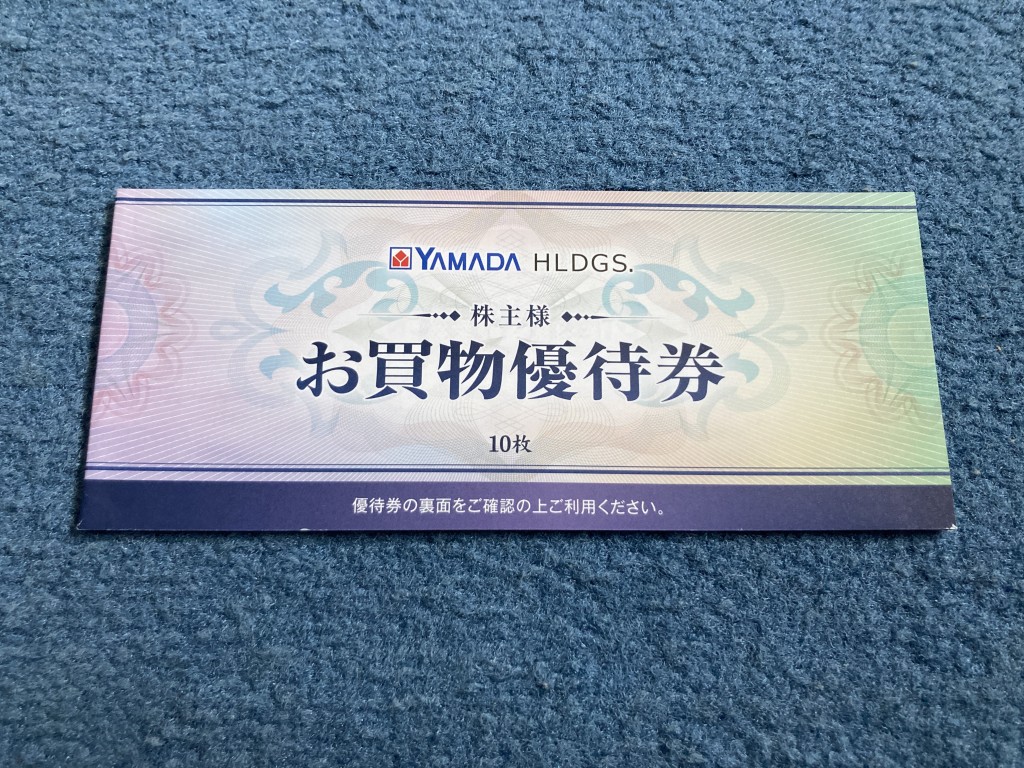 YAMADA HLDGS.
株主様
お買物優待券
10枚
優待券の裏面をご確認の上ご利用ください。